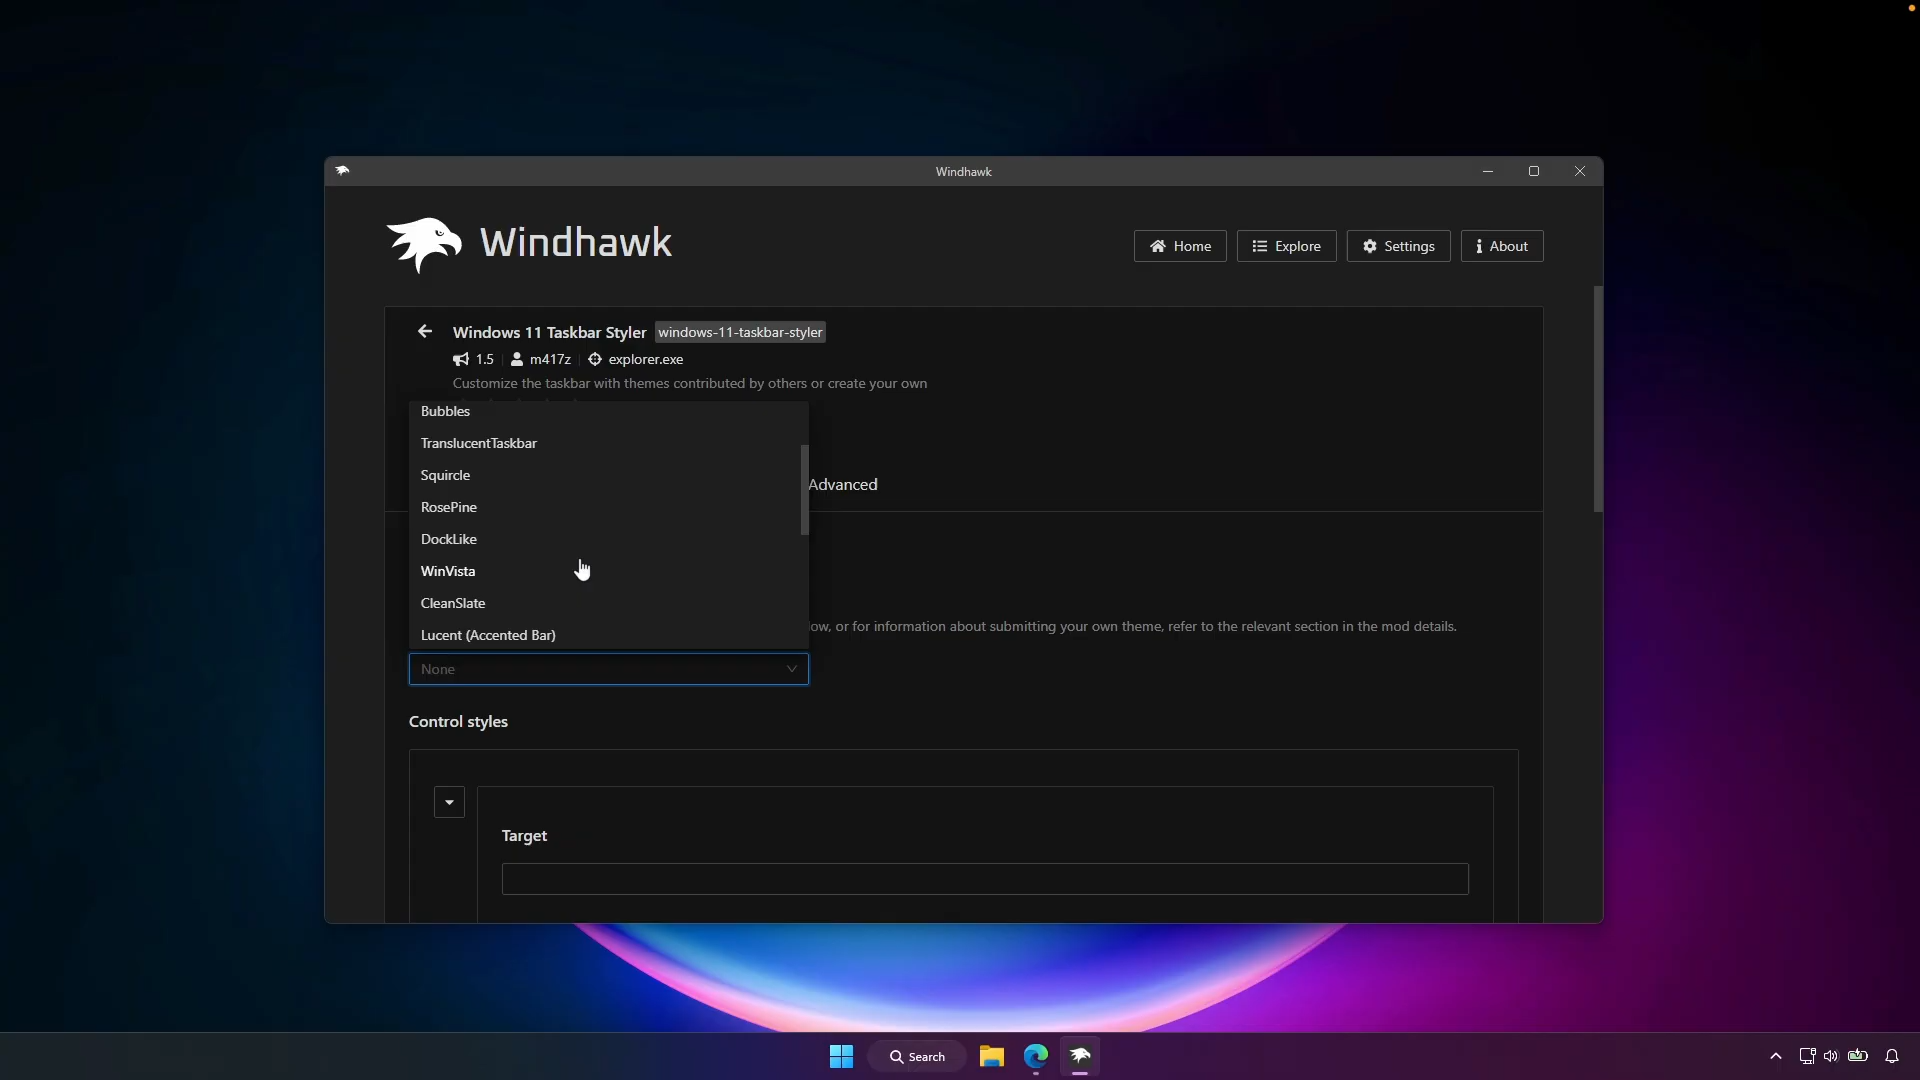 Windhawk
Windhawk
Home
Explore
Settings
About
Windows 11 Taskbar Styler windows-11-taskbar-styler
1.5 m417z explorer.exe
Customize the taskbar with themes contributed by others or create your own
Bubbles
TranslucentTaskbar
Squircle
Advanced
RosePine
DockLike
WinVista
CleanSlate
Lucent (Accented Bar)
low, or for information about submitting your own theme, refer to the relevant section in the mod details.
None
Control styles
Target
Search